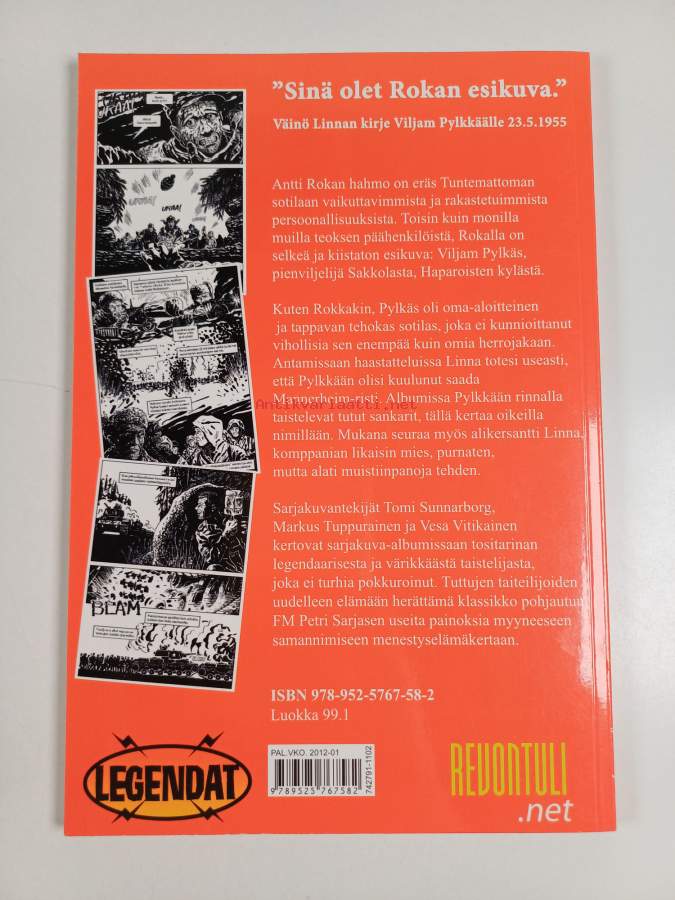 ”Sinä olet Rokan esikuva.”
Väinö Linnan kirje Viljam Pylkkäälle 23.5.1955
Antti Rokan hahmo on eräs Tuntemattoman
sotilaan vaikuttavimmista ja rakastetuimmista
persoonallisuuksista. Toisin kuin monilla
muilla teoksen päähenkilöistä, Rokalla on
selkeä ja kiistaton esikuva: Viljam Pylkäs,
pienviljelijä Sakkolasta, Haparoisten kylästä.
Kuten Rokkakin, Pylkäs oli oma-aloitteinen
ja tappavan tehokas sotilas, joka ei kunnioittanut
vihollisia sen enempää kuin omia herrojakaan.
Antamissaan haastatteluissa Linna totesi useasti,
että Pylkkään olisi kuulunut saada
Mannerheim-risti. Albumissa Pylkkään rinnalla
Antikvariaatti.net
taistelevat tutut sankarit, tällä kertaa oikeilla
nimillään. Mukana seuraa myös alikersantti Linna,
komppanian likaisin mies, purnaten,
mutta alati muistiinpanoja tehden.
Sarjakuvantekijät Tomi Sunnarborg,
Markus Tuppurainen ja Vesa Vitikainen
kertovat sarjakuva-albumissaan tositarinan
legendaarisesta ja värikkäästä taistelijasta,
joka ei turhia pokkuroinut. Tuttujen taiteilijoiden
uudelleen elämään herättämä klassikko pohjautuu
FM Petri Sarjasen useita painoksia myyneeseen
samannimiseen menestyselämäkertaan.
ISBN 978-952-5767-58-2
Luokka 99.1
BLAM
LEGENDAT
PAL.VKO. 2012-01
9 789525 767582
742791-1102
REVONTULI
.net